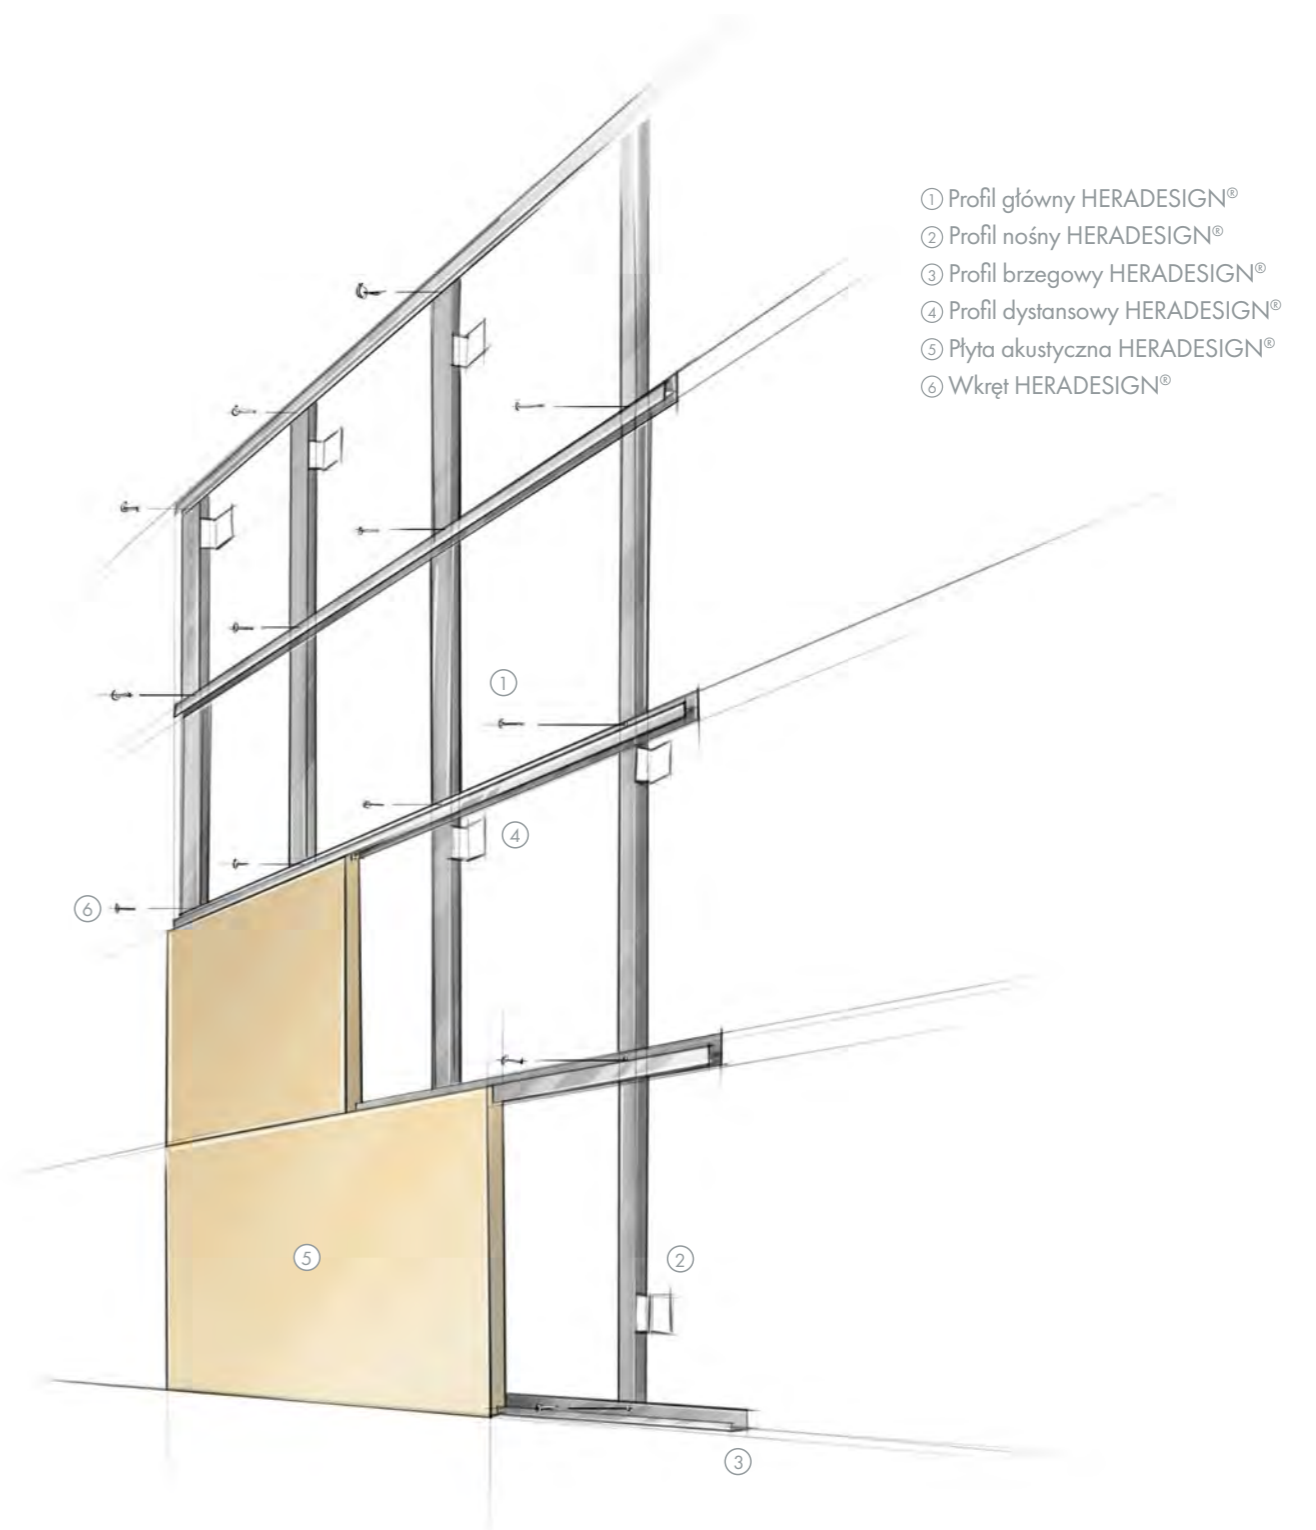 ① Profil główny HERADESIGN®
② Profil nośny HERADESIGN®
③ Profil brzegowy HERADESIGN®
④ Profil dystansowy HERADESIGN®
⑤ Płyta akustyczna HERADESIGN®
⑥ Wkręt HERADESIGN®
①
④
⑥
⑤
②
③